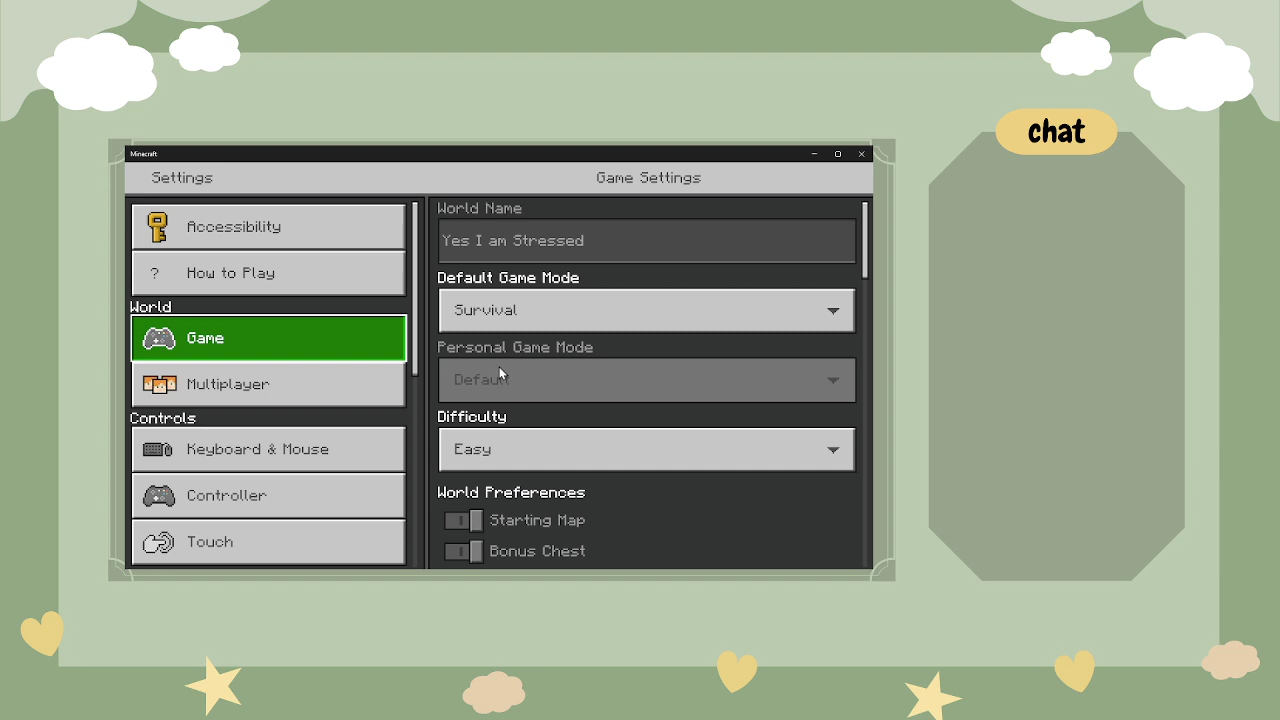 chat
Minecraft
Settings
Game Settings
Accessibility
? How to Play
World
Game
Multiplayer
Controls
Keyboard & Mouse
Controller
Touch
World Name
Yes I am Stressed
Default Game Mode
Survival
Personal Game Mode
Default
Difficulty
Easy
World Preferences
Starting Map
Bonus Chest